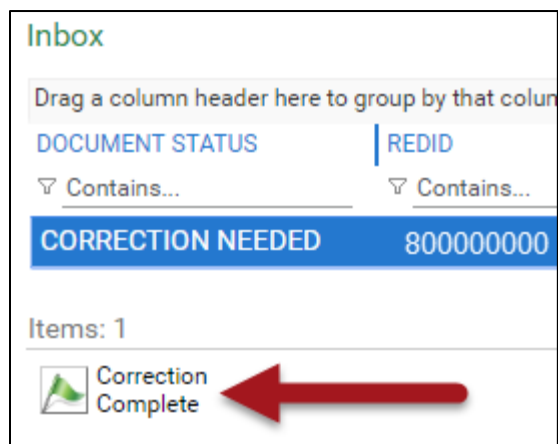 Inbox
Drag a column header here to group by that colum
DOCUMENT STATUS REDID
Contains... Contains...
CORRECTION NEEDED 800000000
Items: 1
Correction
Complete